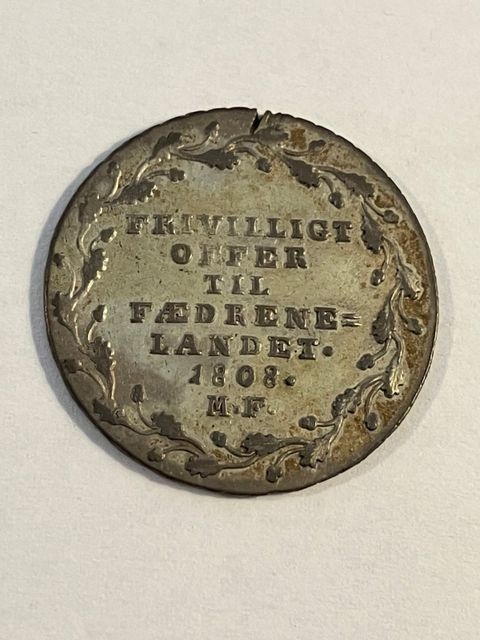 FRIVILLIGT
OFFER
TIL
FÆDRENE=
LANDET.
1808.
M.F.